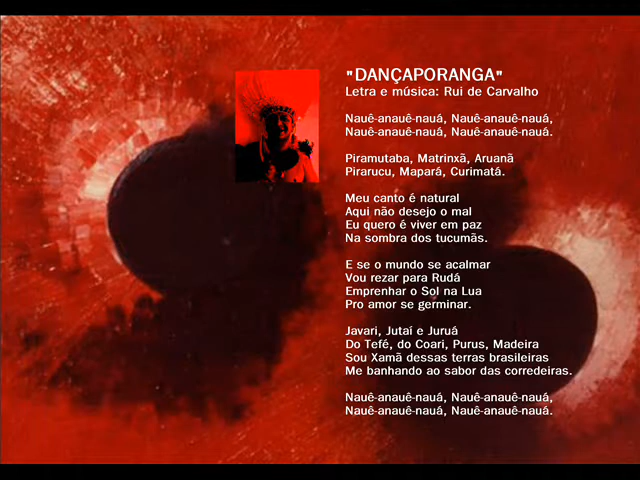 "DANÇAPORANGA"
Letra e música: Rui de Carvalho
Nauê-anauê-nauá, Nauê-anauê-nauá,
Nauê-anauê-nauá, Nauê-anauê-nauá.
Piramutaba, Matrinxã, Aruanã
Pirarucu, Mapará, Curimatá.
Meu canto é natural
Aqui não desejo o mal
Eu quero é viver em paz
Na sombra dos tucumãs.
E se o mundo se acalmar
Vou rezar para Rudá
Emprenhar o Sol na Lua
Pro amor se germinar.
Javari, Jutaí e Juruá
Do Tefé, do Coari, Purus, Madeira
Sou Xamã dessas terras brasileiras
Me banhando ao sabor das corredeiras.
Nauê-anauê-nauá, Nauê-anauê-nauá,
Nauê-anauê-nauá, Nauê-anauê-nauá.